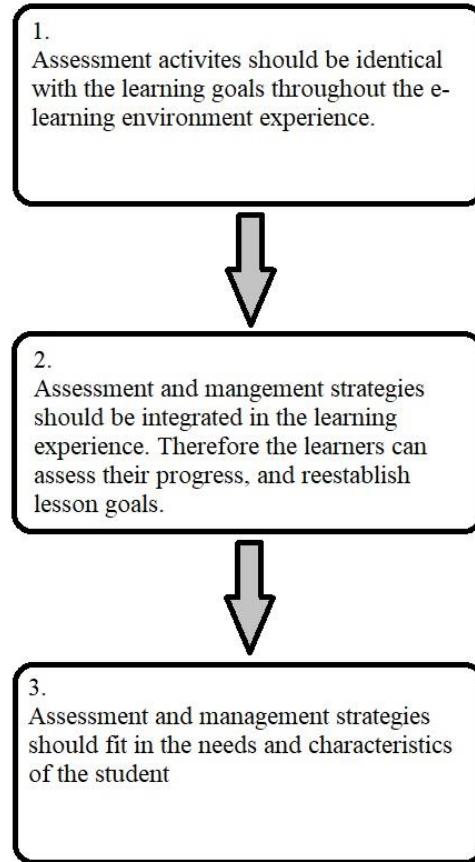 1.
Assessment activites should be identical
with the learning goals throughout the e-
learning environment experience.
2.
Assessment and mangement strategies
should be integrated in the learning
experience. Therefore the learners can
assess their progress, and reestablish
lesson goals.
3.
Assessment and management strategies
should fit in the needs and characteristics
of the student